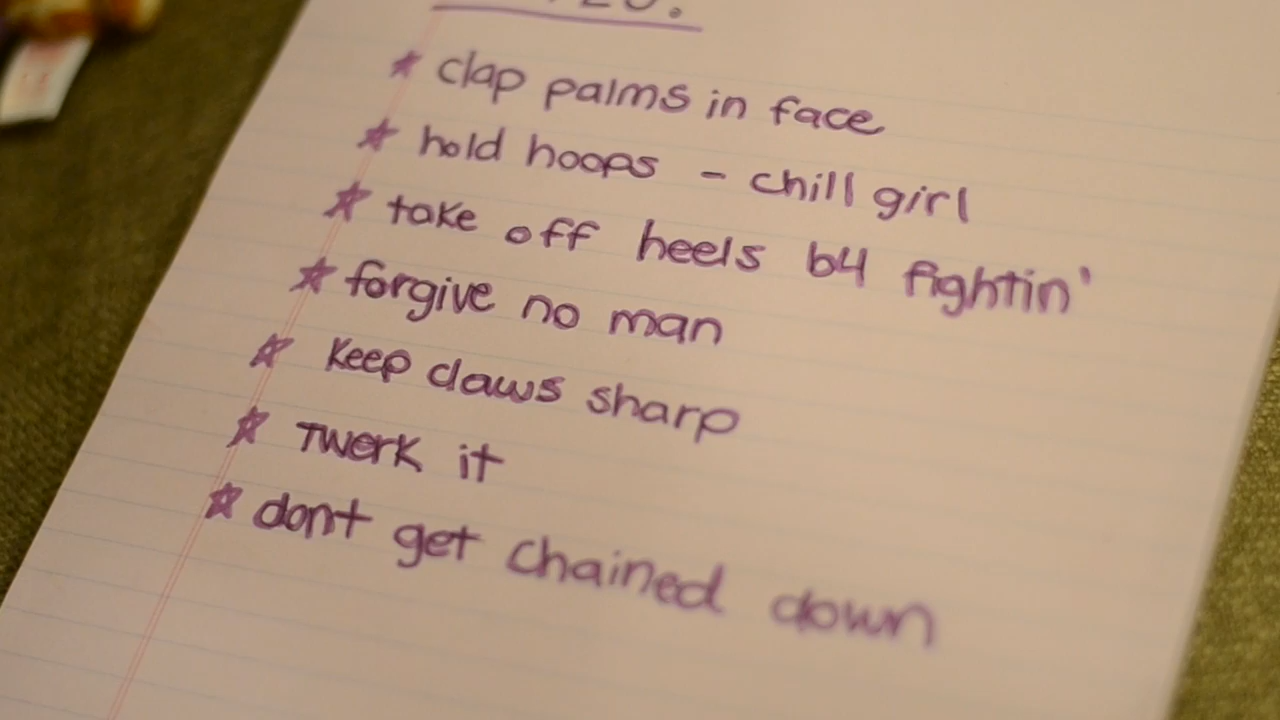 clap palms in face
hold hoops - chill girl
take off heels b4 fightin'
forgive no man
keep claws sharp
Twerk it
dont get chained down